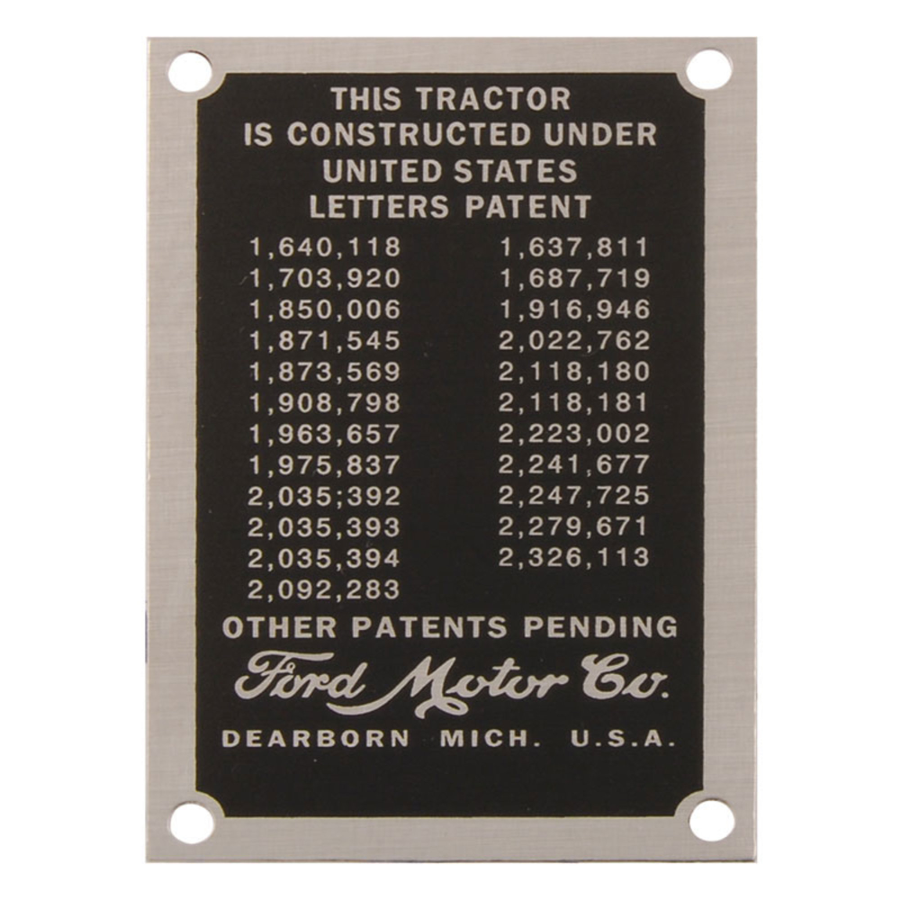 THIS TRACTOR
IS CONSTRUCTED UNDER
UNITED STATES
LETTERS PATENT
1,640,118 1,637,811
1,703,920 1,687,719
1,850,006 1,916,946
1,871,545 2,022,762
1,873,569 2,118,180
1,908,798 2,118,181
1,963,657 2,223,002
1,975,837 2,241,677
2,035;392 2,247,725
2,035,393 2,279,671
2,035,394 2,326,113
2,092,283
OTHER PATENTS PENDING
Ford Motor Co.
DEARBORN MICH. U.S.A.